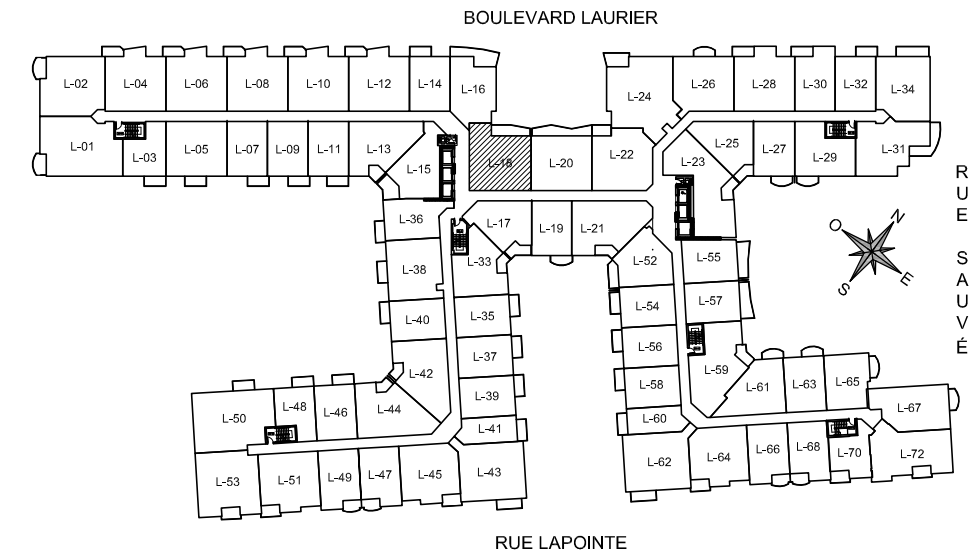 BOULEVARD LAURIER
L-02 L-04 L-06 L-08 L-10 L-12 L-14 L-16 L-24 L-26 L-28 L-30 L-32 L-34
L-01 L-03 L-05 L-07 L-09 L-11 L-13 L-15 L-18 L-20 L-22 L-23 L-25 L-27 L-29 L-31
L-36 L-17 L-19 L-21
L-38 L-33 L-52 L-55
L-40 L-35 L-54 L-57
L-42 L-37 L-56 L-59
L-50 L-48 L-46 L-44 L-39 L-58 L-61 L-63 L-65 L-67
L-41 L-60
L-53 L-51 L-49 L-47 L-45 L-43 L-62 L-64 L-66 L-68 L-70 L-72
RUE SAUVÉ
O N
S E
RUE LAPOINTE